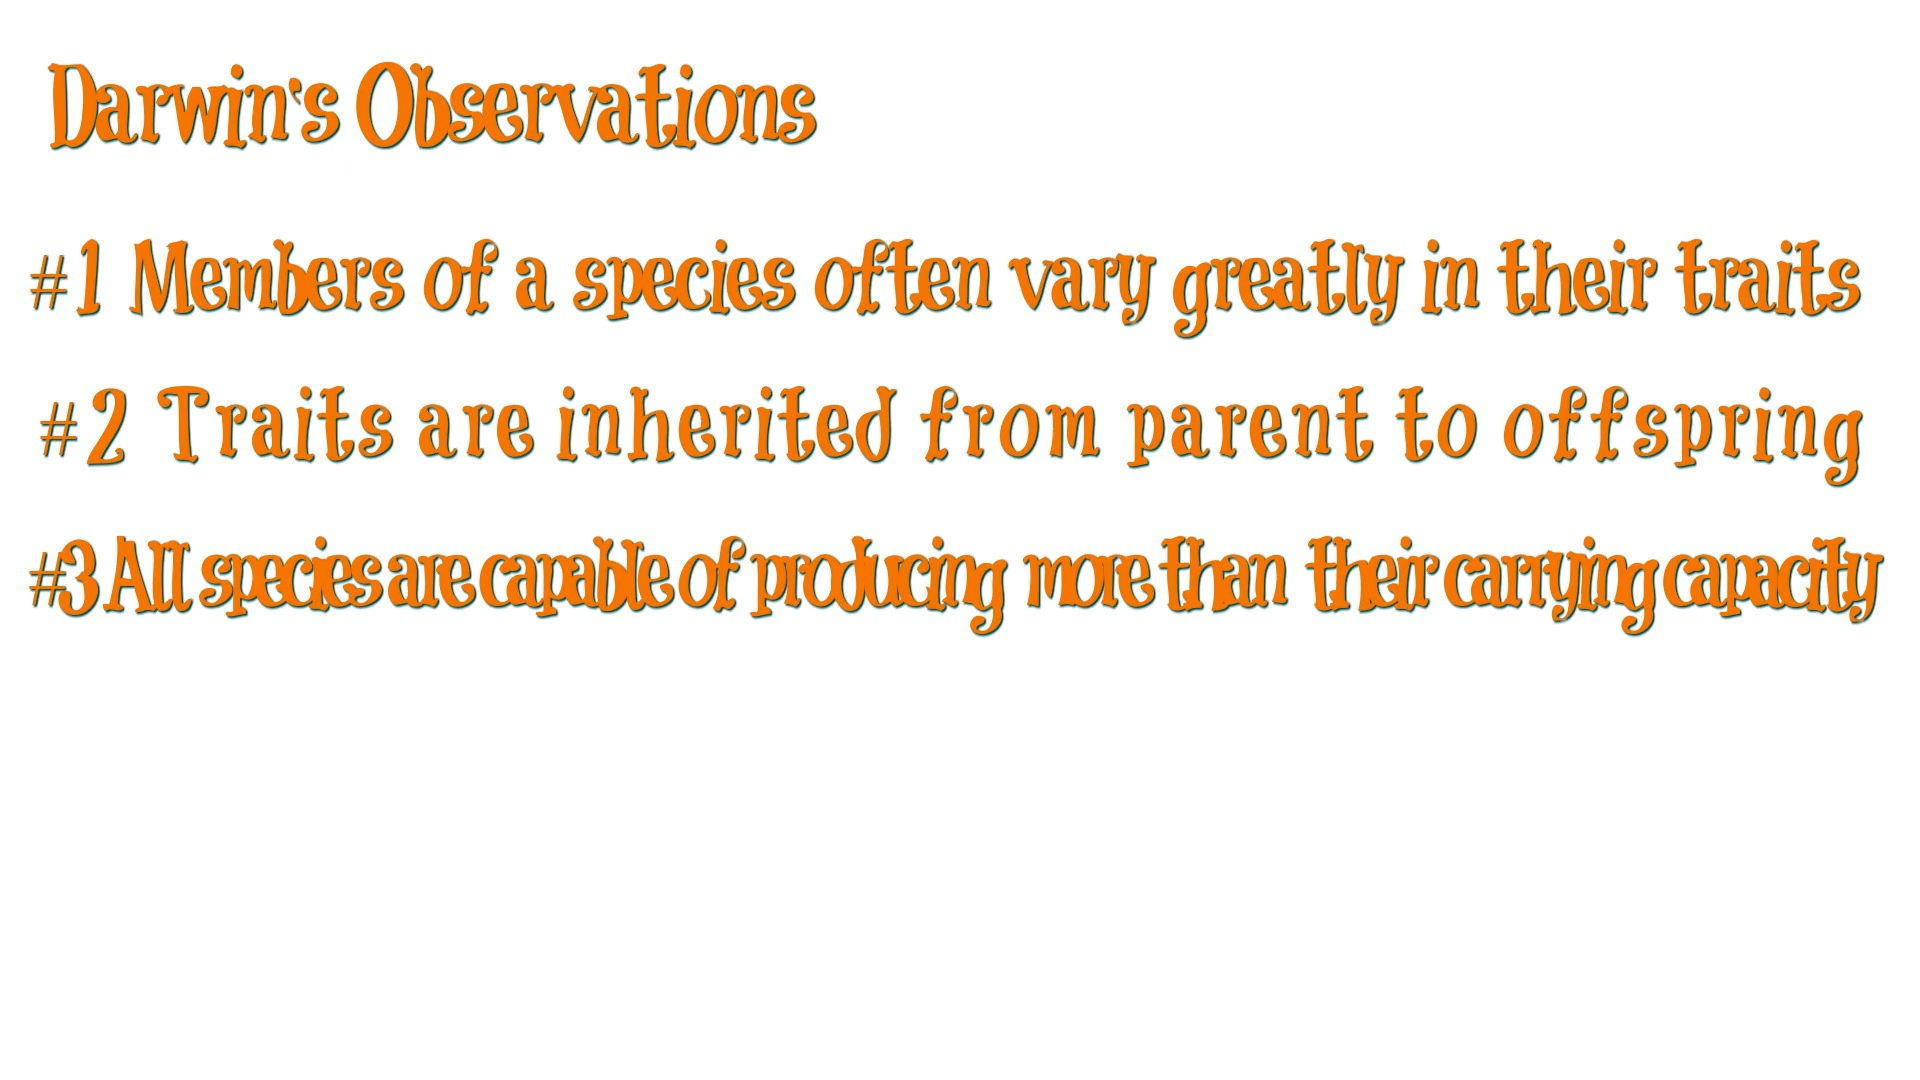 Darwin's Observations
#1 Members of a species often vary greatly in their traits
#2 Traits are inherited from parent to offspring
#3 All species are capable of producing more than their carrying capacity